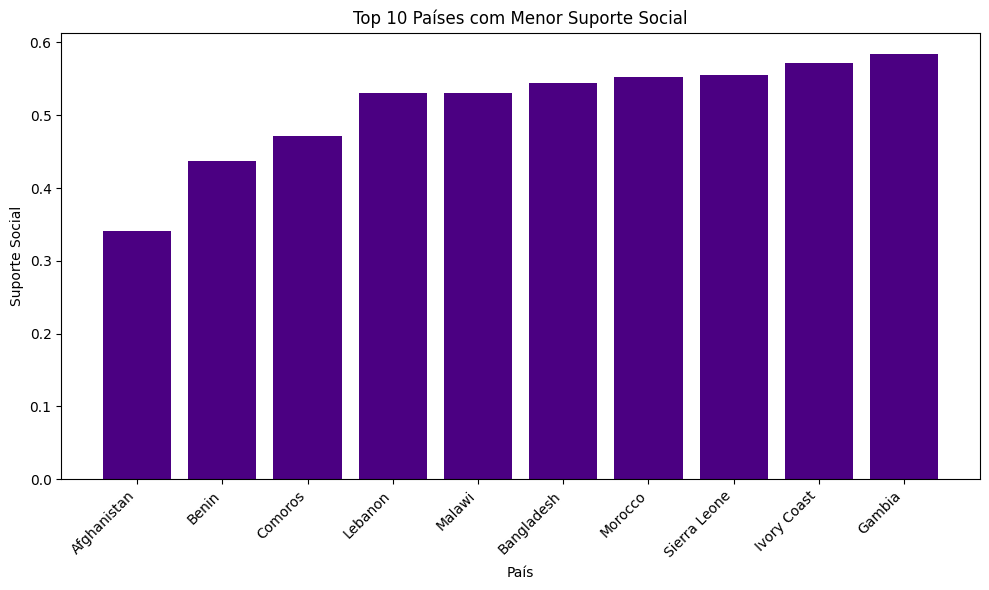 Top 10 Países com Menor Suporte Social
Suporte Social
0.6
0.5
0.4
0.3
0.2
0.1
0.0
Afghanistan
Benin
Comoros
Lebanon
Malawi
Bangladesh
Morocco
Sierra Leone
Ivory Coast
Gambia
País